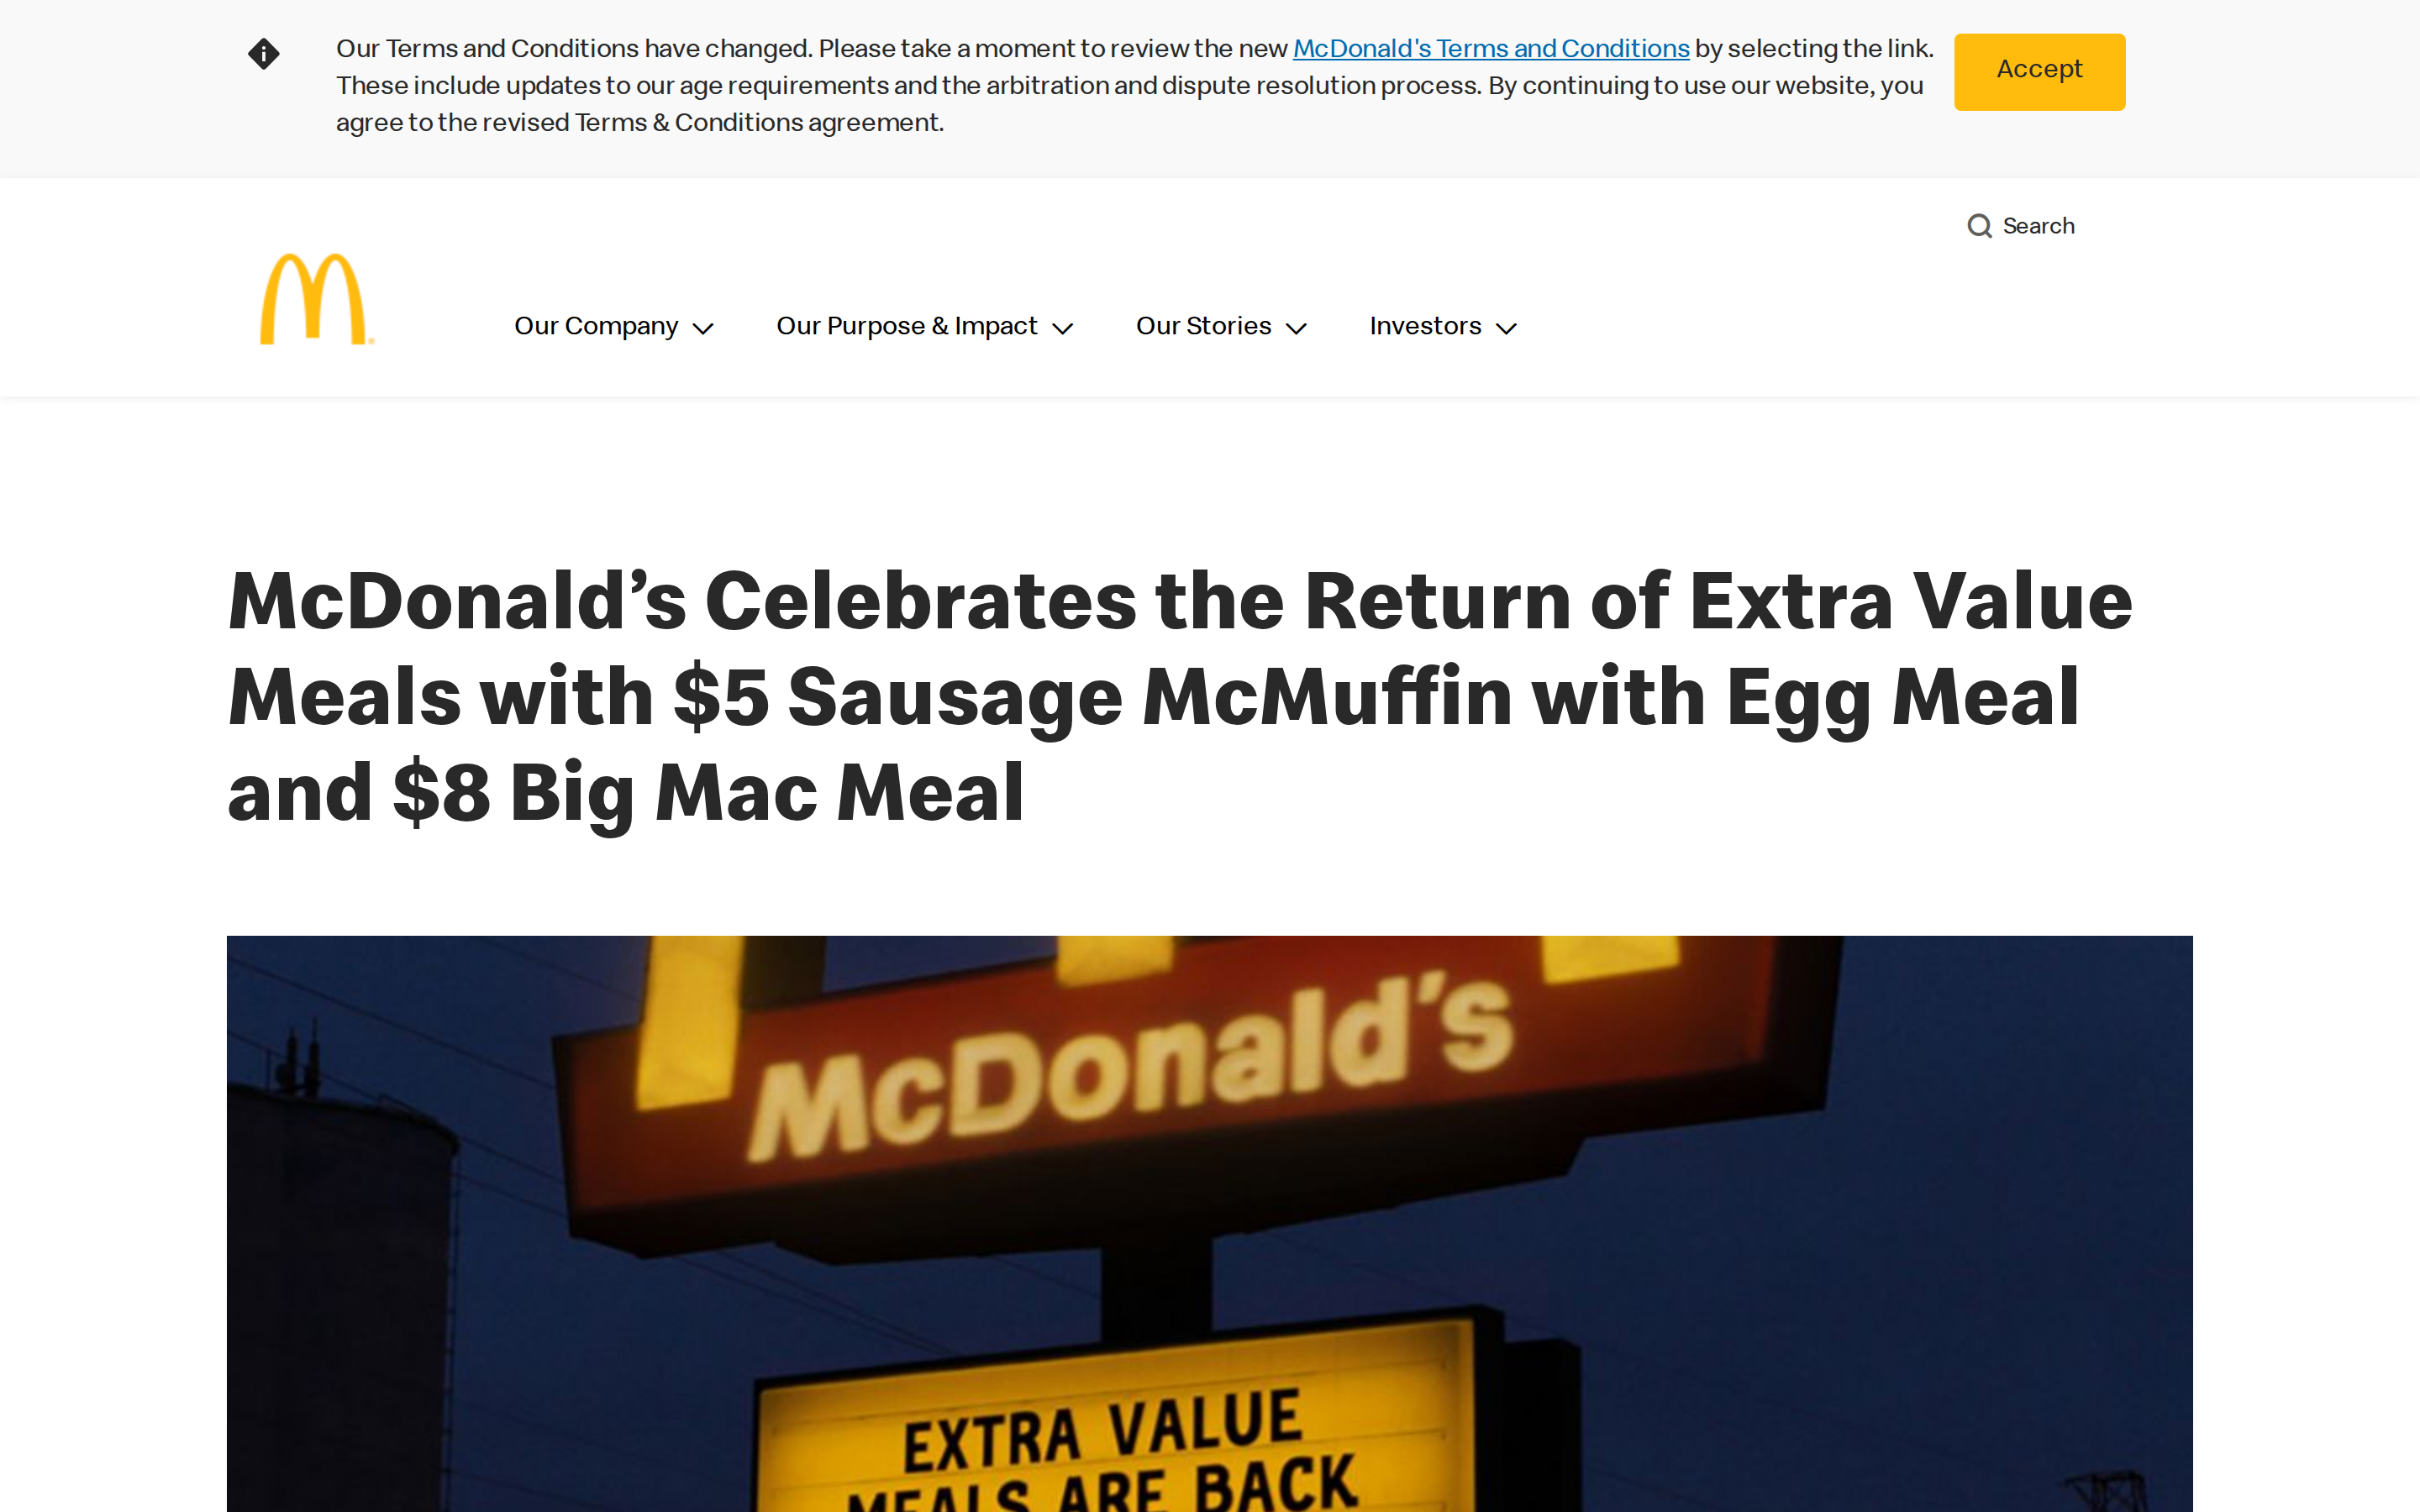 Our Terms and Conditions have changed. Please take a moment to review the new McDonald's Terms and Conditions by selecting the link.
These include updates to our age requirements and the arbitration and dispute resolution process. By continuing to use our website, you
agree to the revised Terms & Conditions agreement.
Accept
Search
Our Company
Our Purpose & Impact
Our Stories
Investors
McDonald’s Celebrates the Return of Extra Value
Meals with $5 Sausage McMuffin with Egg Meal
and $8 Big Mac Meal
McDonald’s
EXTRA VALUE
MEALS ARE BACK